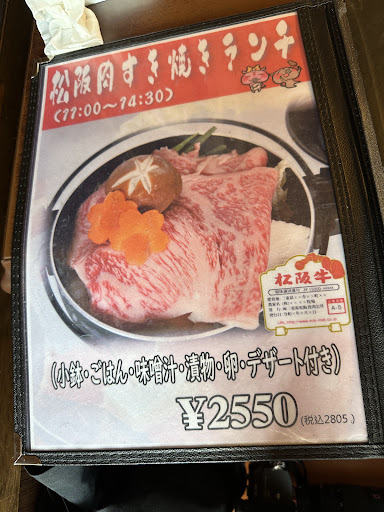 松阪肉すき焼きランチ
(11:00～14:30)
松阪牛
A-5
(小鉢・ごはん・味噌汁・漬物・卵・デザート付き)
¥2550(税込2805.)